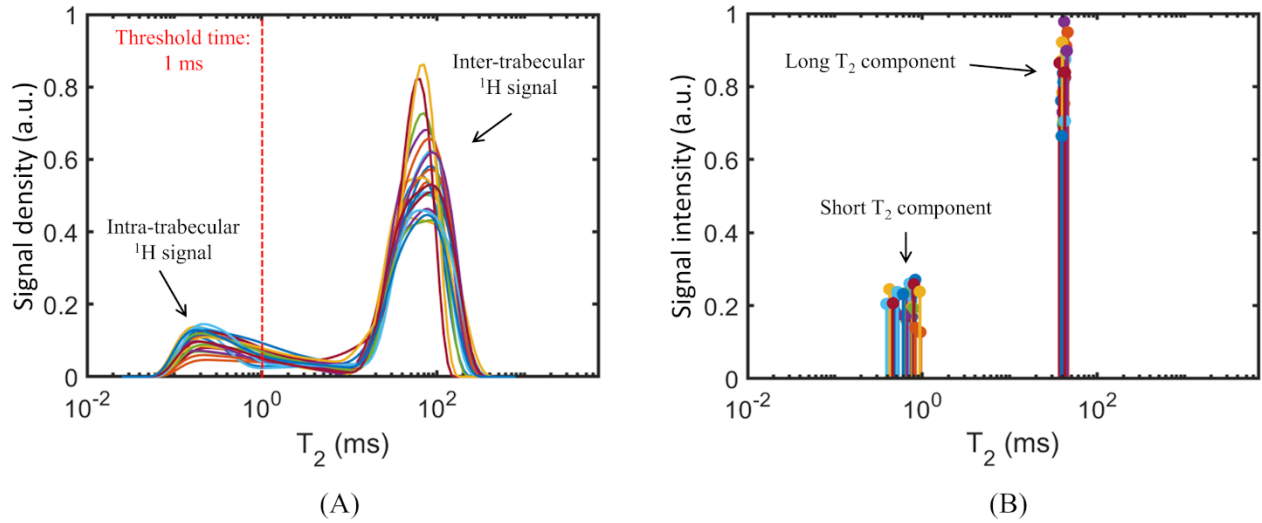 Signal density (a.u.)
1
0.8
0.6
0.4
0.2
0
Threshold time:
1 ms
Inter-trabecular
¹H signal
Intra-trabecular
¹H signal
10⁻²
10⁰
10²
T₂ (ms)
(A)
Signal intensity (a.u.)
1
0.8
0.6
0.4
0.2
0
Long T₂ component
Short T₂ component
10⁻²
10⁰
10²
T₂ (ms)
(B)